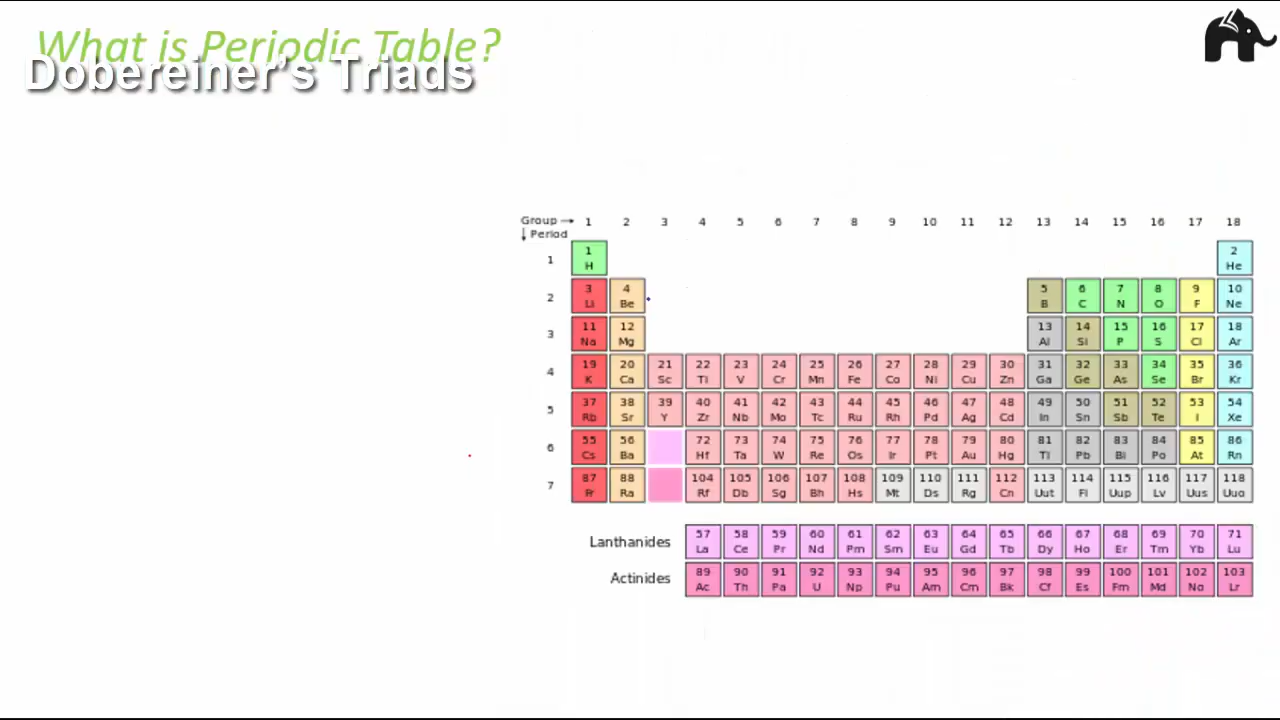 What is Periodic Table?
Dobereiner's Triads
Group → 1 2 3 4 5 6 7 8 9 10 11 12 13 14 15 16 17 18
↓ Period
1 1 H 2 He
2 3 Li 4 Be 5 B 6 C 7 N 8 O 9 F 10 Ne
3 11 Na 12 Mg 13 Al 14 Si 15 P 16 S 17 Cl 18 Ar
4 19 K 20 Ca 21 Sc 22 Ti 23 V 24 Cr 25 Mn 26 Fe 27 Co 28 Ni 29 Cu 30 Zn 31 Ga 32 Ge 33 As 34 Se 35 Br 36 Kr
5 37 Rb 38 Sr 39 Y 40 Zr 41 Nb 42 Mo 43 Tc 44 Ru 45 Rh 46 Pd 47 Ag 48 Cd 49 In 50 Sn 51 Sb 52 Te 53 I 54 Xe
6 55 Cs 56 Ba 72 Hf 73 Ta 74 W 75 Re 76 Os 77 Ir 78 Pt 79 Au 80 Hg 81 Tl 82 Pb 83 Bi 84 Po 85 At 86 Rn
7 87 Fr 88 Ra 104 Rf 105 Db 106 Sg 107 Bh 108 Hs 109 Mt 110 Ds 111 Rg 112 Cn 113 Uut 114 Fl 115 Uup 116 Lv 117 Uus 118 Uuo
Lanthanides 57 La 58 Ce 59 Pr 60 Nd 61 Pm 62 Sm 63 Eu 64 Gd 65 Tb 66 Dy 67 Ho 68 Er 69 Tm 70 Yb 71 Lu
Actinides 89 Ac 90 Th 91 Pa 92 U 93 Np 94 Pu 95 Am 96 Cm 97 Bk 98 Cf 99 Es 100 Fm 101 Md 102 No 103 Lr